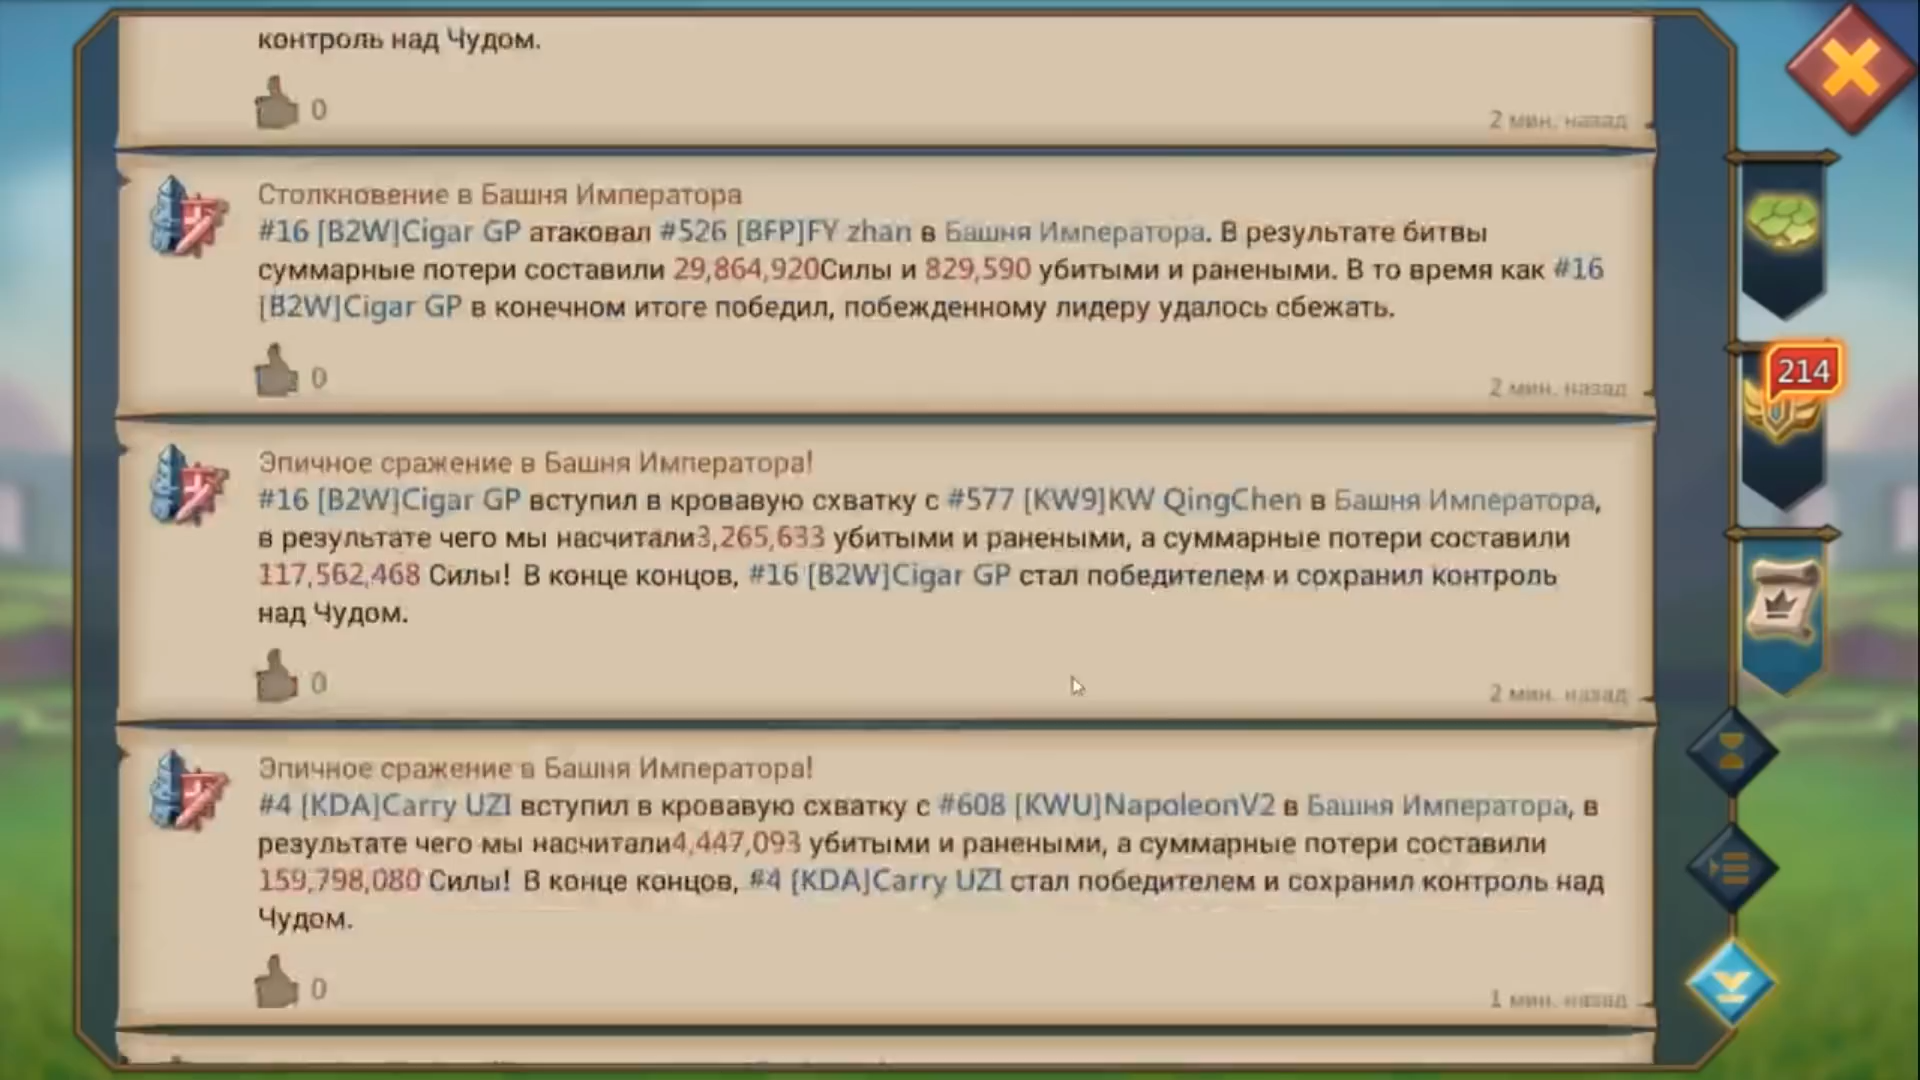 контроль над Чудом.
0
2 мин. назад
Столкновение в Башня Императора
#16 [B2W]Cigar GP атаковал #526 [BFP]FY zhan в Башня Императора. В результате битвы
суммарные потери составили 29,864,920Силы и 829,590 убитыми и ранеными. В то время как #16
[B2W]Cigar GP в конечном итоге победил, побежденному лидеру удалось сбежать.
0
2 мин. назад
214
Эпичное сражение в Башня Императора!
#16 [B2W]Cigar GP вступил в кровавую схватку с #577 [KW9]KW QingChen в Башня Императора,
в результате чего мы насчитали3,265,633 убитыми и ранеными, а суммарные потери составили
117,562,468 Силы! В конце концов, #16 [B2W]Cigar GP стал победителем и сохранил контроль
над Чудом.
0
2 мин. назад
Эпичное сражение в Башня Императора!
#4 [KDA]Carry UZI вступил в кровавую схватку с #608 [KWU]NapoleonV2 в Башня Императора, в
результате чего мы насчитали4,447,093 убитыми и ранеными, а суммарные потери составили
159,798,080 Силы! В конце концов, #4 [KDA]Carry UZI стал победителем и сохранил контроль над
Чудом.
0
1 мин. назад